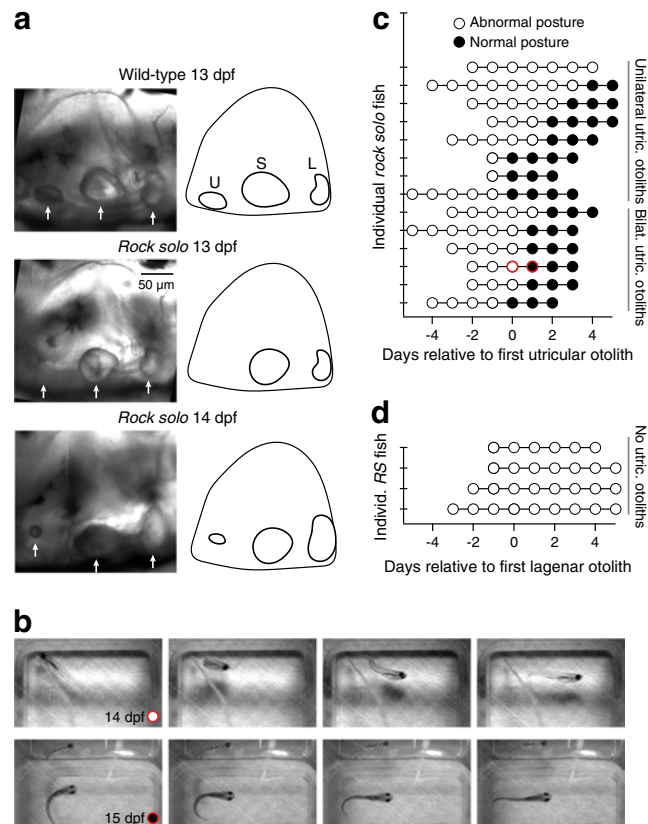 a
Wild-type 13 dpf
U
S
L
Rock solo 13 dpf
50 µm
Rock solo 14 dpf
c
Abnormal posture
Normal posture
Individual rock solo fish
Unilateral utric. otoliths
Bilat. utric. otoliths
-4 -2 0 2 4
Days relative to first utricular otolith
d
Individ. RS fish
No utric. otoliths
-4 -2 0 2 4
Days relative to first lagenar otolith
b
14 dpf
15 dpf